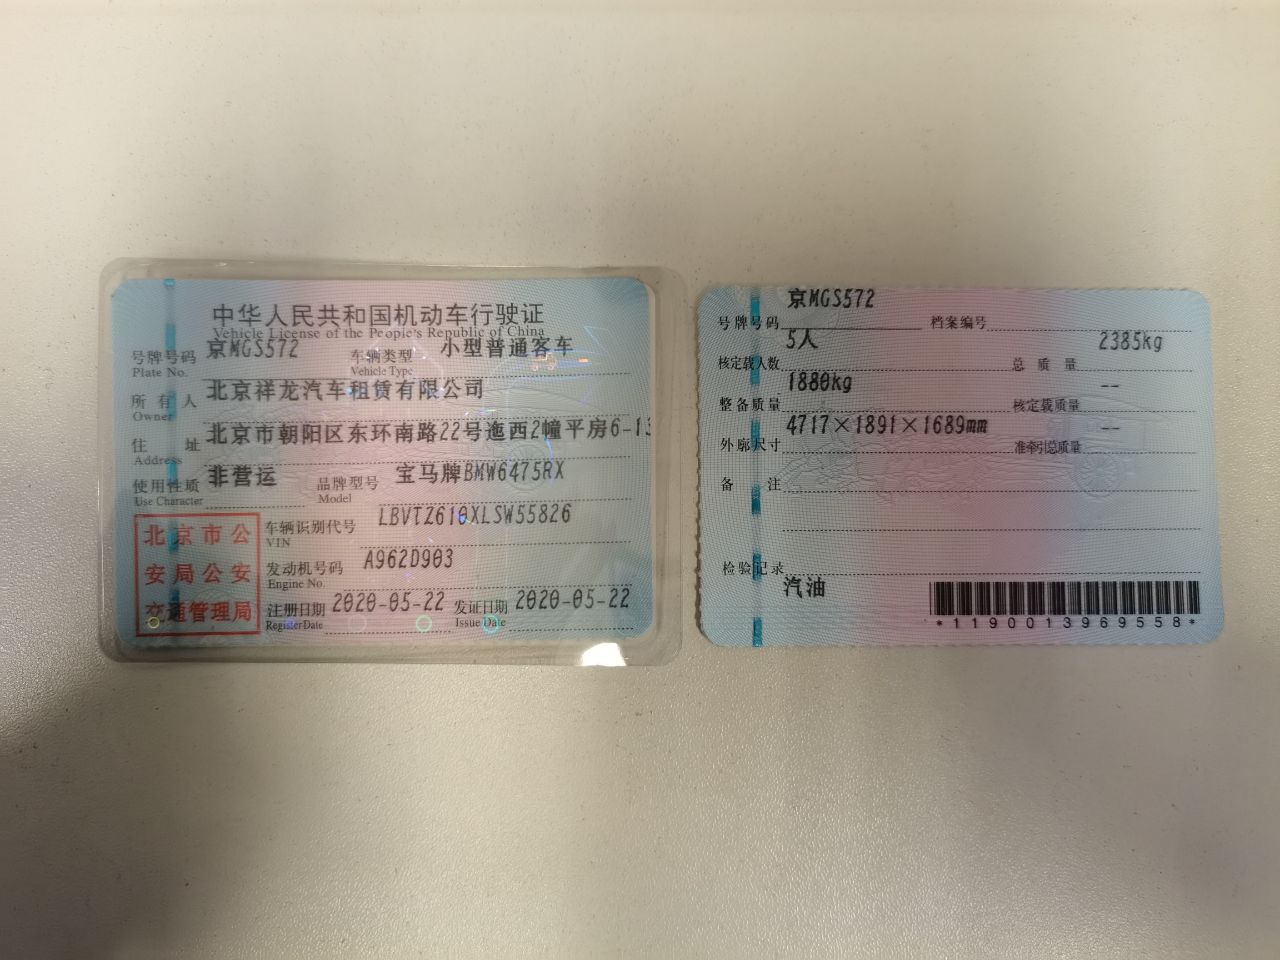 中华人民共和国机动车行驶证
Vehicle License of the People's Republic of China
号牌号码 京MGS572 车辆类型 小型普通客车
Plate No. Vehicle Type
所有人 北京祥龙汽车租赁有限公司
Owner
住址 北京市朝阳区东环南路22号迤西2幢平房6-13
Address
使用性质 非营运 品牌型号 宝马牌BMW6475RX
Use Character Model
北京市公安局公安交通管理局
车辆识别代号 LBVTZ610XLSW55826
VIN
发动机号码 A962D903
Engine No.
注册日期 2020-05-22 发证日期 2020-05-22
Register Date Issue Date
号牌号码 京MGS572 档案编号
核定载人数 5人 总质量 2385kg
整备质量 1880kg 核定载质量 --
外廓尺寸 4717×1891×1689mm 准牵引总质量 --
备注
检验记录
汽油
*1190013969558*